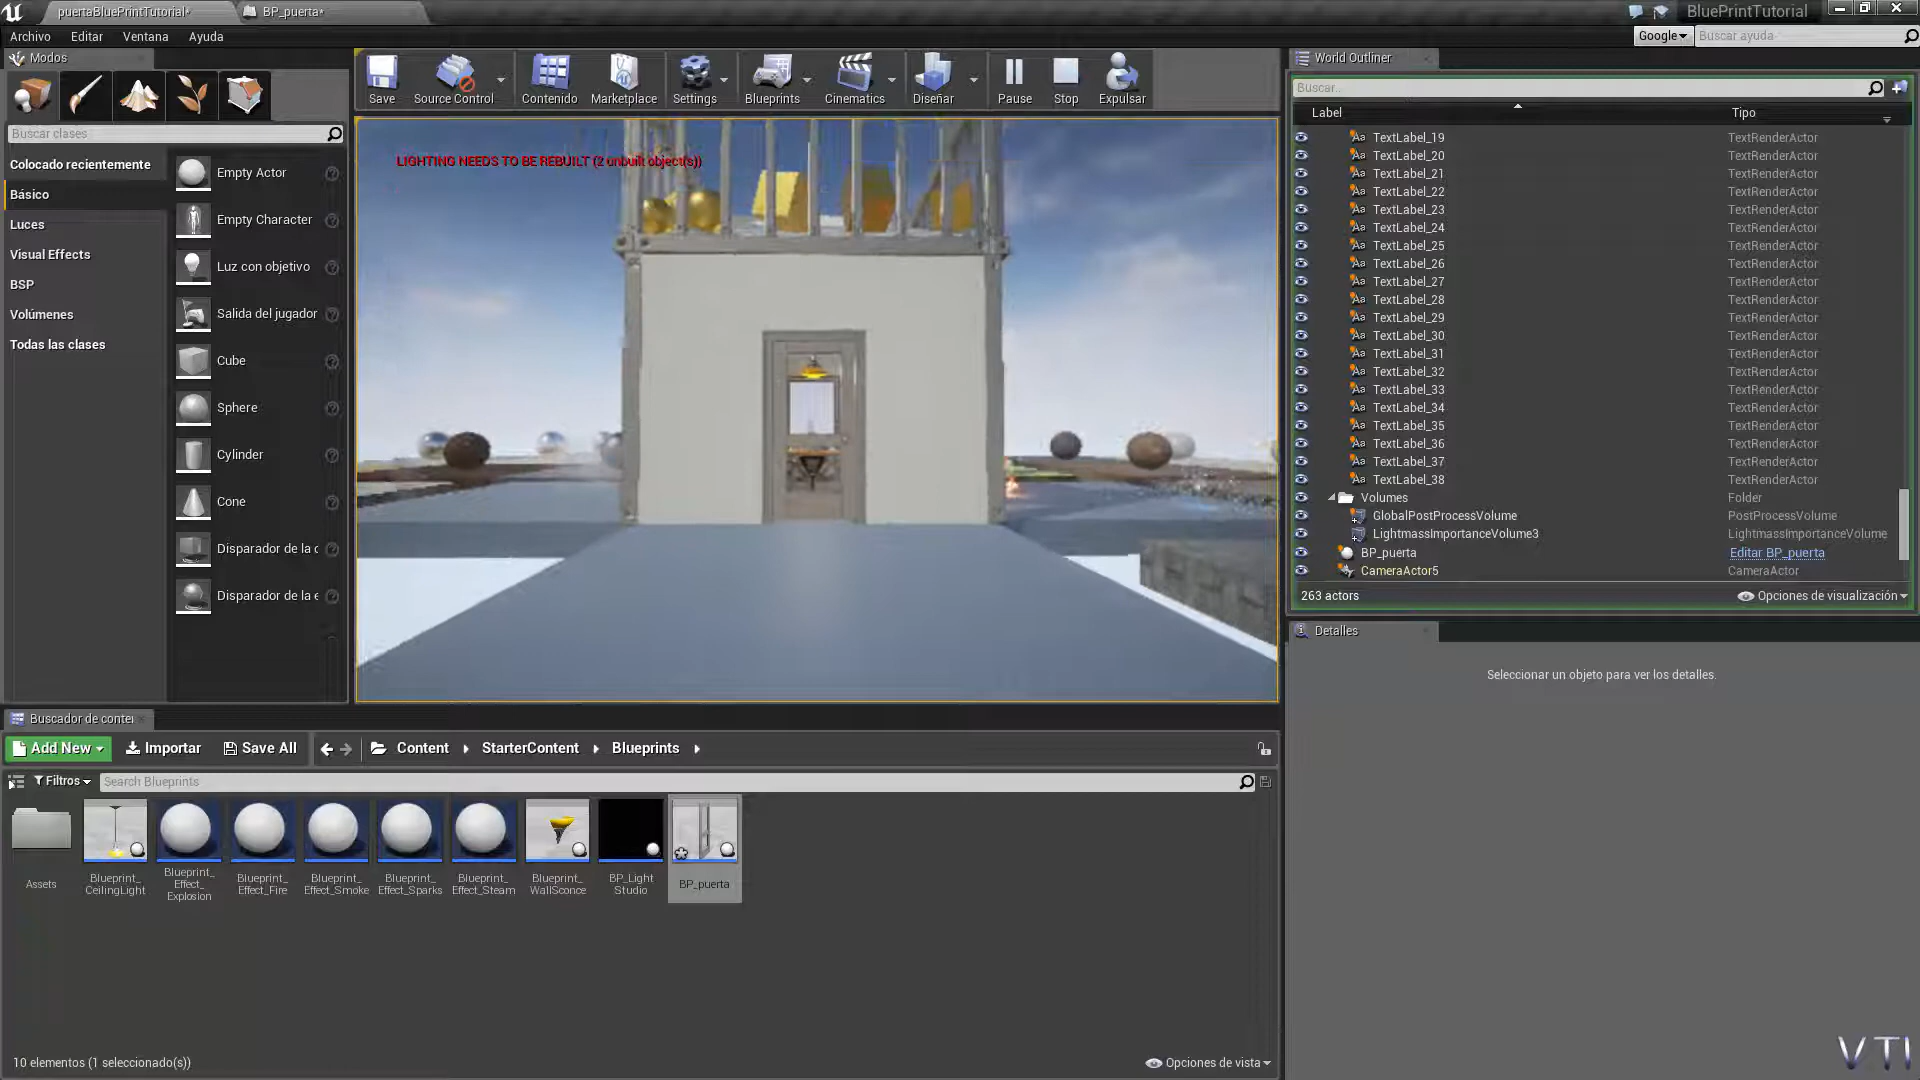 puertaBluePrintTutorial*
BP_puerta*
BluePrintTutorial
Archivo
Editar
Ventana
Ayuda
Google
Buscar ayuda
Modos
World Outliner
Save
Source Control
Contenido
Marketplace
Settings
Blueprints
Cinematics
Diseñar
Pause
Stop
Expulsar
Buscar clases
Buscar..
Label
Tipo
Colocado recientemente
Básico
Luces
Visual Effects
BSP
Volúmenes
Todas las clases
Empty Actor
Empty Character
Luz con objetivo
Salida del jugador
Cube
Sphere
Cylinder
Cone
Disparador de la c
Disparador de la e
LIGHTING NEEDS TO BE REBUILT (2 unbuilt object(s))
TextLabel_19 TextRenderActor
TextLabel_20 TextRenderActor
TextLabel_21 TextRenderActor
TextLabel_22 TextRenderActor
TextLabel_23 TextRenderActor
TextLabel_24 TextRenderActor
TextLabel_25 TextRenderActor
TextLabel_26 TextRenderActor
TextLabel_27 TextRenderActor
TextLabel_28 TextRenderActor
TextLabel_29 TextRenderActor
TextLabel_30 TextRenderActor
TextLabel_31 TextRenderActor
TextLabel_32 TextRenderActor
TextLabel_33 TextRenderActor
TextLabel_34 TextRenderActor
TextLabel_35 TextRenderActor
TextLabel_36 TextRenderActor
TextLabel_37 TextRenderActor
TextLabel_38 TextRenderActor
Volumes Folder
GlobalPostProcessVolume PostProcessVolume
LightmassImportanceVolume3 LightmassImportanceVolume
BP_puerta Editar BP_puerta
CameraActor5 CameraActor
263 actors
Opciones de visualización
Detalles
Seleccionar un objeto para ver los detalles.
Buscador de conte
Add New
Importar
Save All
Content
StarterContent
Blueprints
Filtros
Search Blueprints
Assets
Blueprint_
CeilingLight
Blueprint_
Effect_
Explosion
Blueprint_
Effect_Fire
Blueprint_
Effect_Smoke
Blueprint_
Effect_Sparks
Blueprint_
Effect_Steam
Blueprint_
WallSconce
BP_Light
Studio
BP_puerta
10 elementos (1 seleccionado(s))
Opciones de vista
VTI